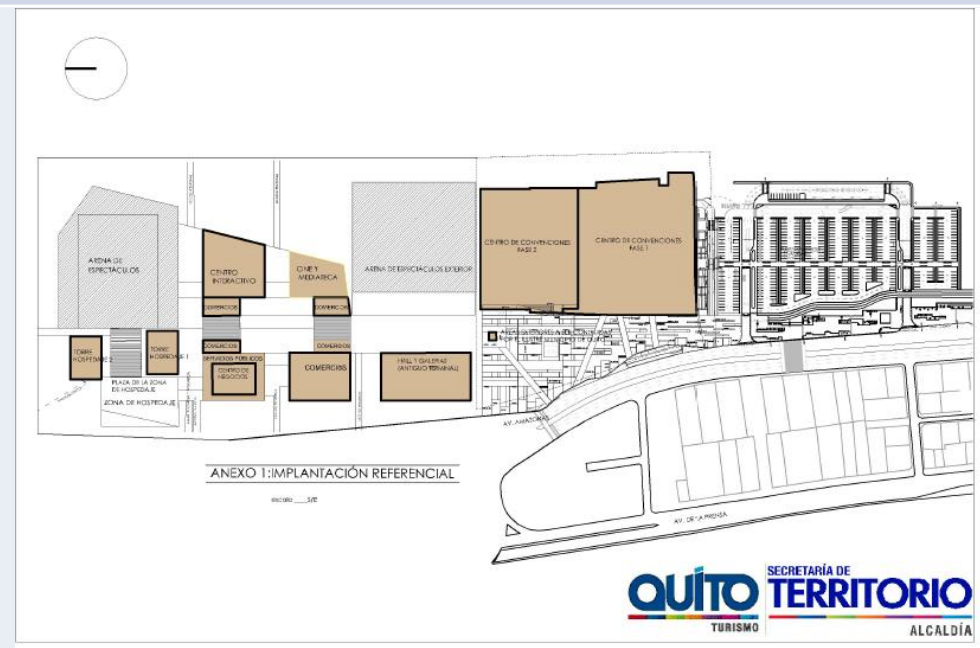 ARENA DE
ESPECTÁCULOS
CENTRO
INTERACTIVO
CINE Y
MEDIATECA
ARENA DE ESPECTÁCULOS EXTERIOR
CENTRO DE CONVENCIONES
FASE 2
CENTRO DE CONVENCIONES
FASE 1
COMERCIOS
COMERCIOS
COMERCIOS
COMERCIOS
TORRE
HOSPEDAJE 2
TORRE
HOSPEDAJE 1
SERVICIOS PÚBLICOS
CENTRO DE
NEGOCIOS
COMERCIOS
HALL Y GALERIAS
(ANTIGUO TERMINAL)
PLAZA DE LA ZONA
DE HOSPEDAJE
ZONA DE HOSPEDAJE
AV. AMAZONAS
ANEXO 1:IMPLANTACIÓN REFERENCIAL
escala ___S/E
AV. DE LA PRENSA
QUITO
TURISMO
SECRETARÍA DE
TERRITORIO
ALCALDÍA